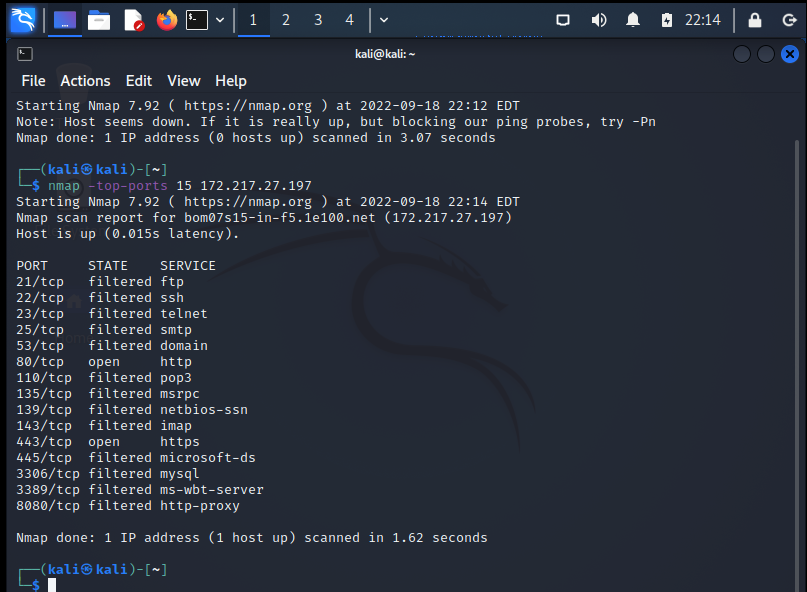 1 2 3 4 22:14
kali@kali: ~
File Actions Edit View Help
Starting Nmap 7.92 ( https://nmap.org ) at 2022-09-18 22:12 EDT
Note: Host seems down. If it is really up, but blocking our ping probes, try -Pn
Nmap done: 1 IP address (0 hosts up) scanned in 3.07 seconds
┌──(kali㉿kali)-[~]
└─$ nmap -top-ports 15 172.217.27.197
Starting Nmap 7.92 ( https://nmap.org ) at 2022-09-18 22:14 EDT
Nmap scan report for bom07s15-in-f5.1e100.net (172.217.27.197)
Host is up (0.015s latency).
PORT STATE SERVICE
21/tcp filtered ftp
22/tcp filtered ssh
23/tcp filtered telnet
25/tcp filtered smtp
53/tcp filtered domain
80/tcp open http
110/tcp filtered pop3
135/tcp filtered msrpc
139/tcp filtered netbios-ssn
143/tcp filtered imap
443/tcp open https
445/tcp filtered microsoft-ds
3306/tcp filtered mysql
3389/tcp filtered ms-wbt-server
8080/tcp filtered http-proxy
Nmap done: 1 IP address (1 host up) scanned in 1.62 seconds
┌──(kali㉿kali)-[~]
└─$